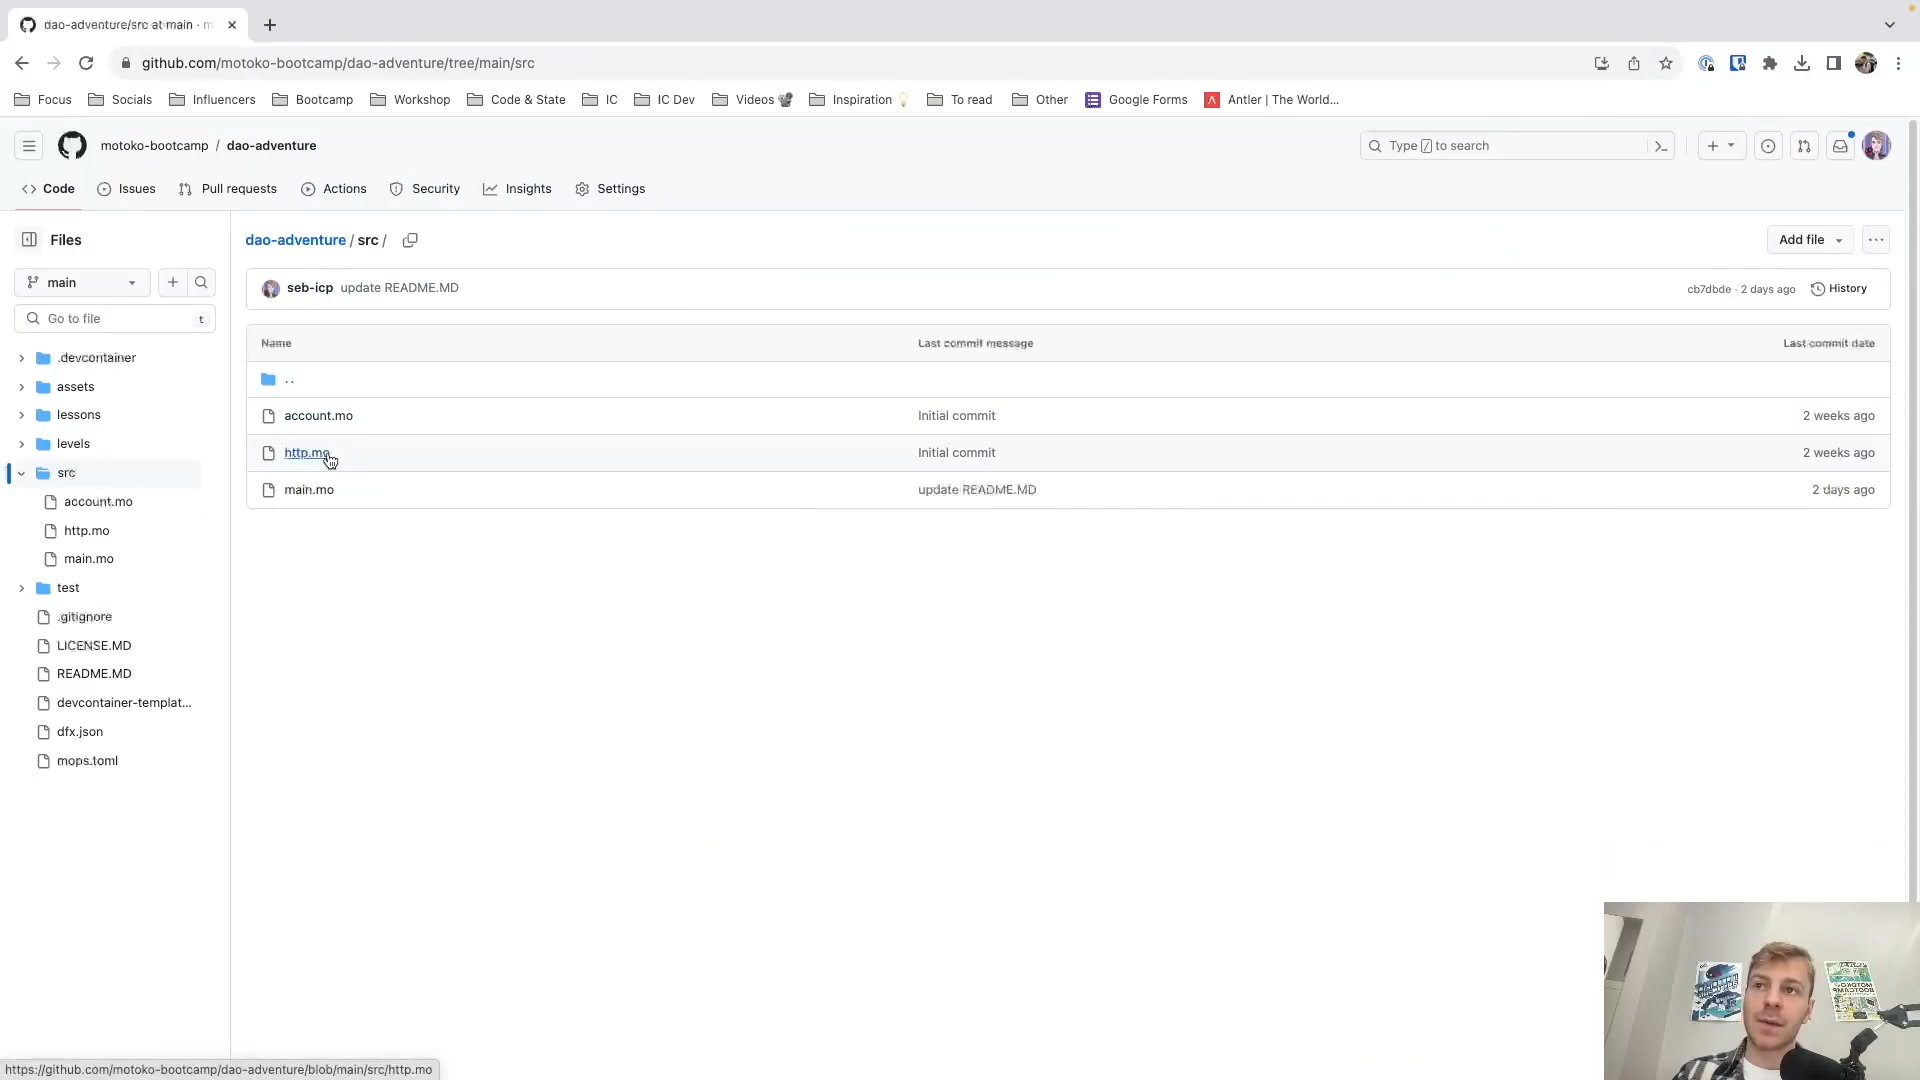 dao-adventure/src at main · m
github.com/motoko-bootcamp/dao-adventure/tree/main/src
Focus Socials Influencers Bootcamp Workshop Code & State IC IC Dev Videos Inspiration To read Other Google Forms Antler | The World...
motoko-bootcamp / dao-adventure
Type / to search
Code Issues Pull requests Actions Security Insights Settings
Files
main
Go to file t
.devcontainer
assets
lessons
levels
src
account.mo
http.mo
main.mo
test
.gitignore
LICENSE.MD
README.MD
devcontainer-templat...
dfx.json
mops.toml
dao-adventure / src /
Add file
seb-icp update README.MD
cb7dbde · 2 days ago History
Name Last commit message Last commit date
..
account.mo Initial commit 2 weeks ago
http.mo Initial commit 2 weeks ago
main.mo update README.MD 2 days ago
https://github.com/motoko-bootcamp/dao-adventure/blob/main/src/http.mo